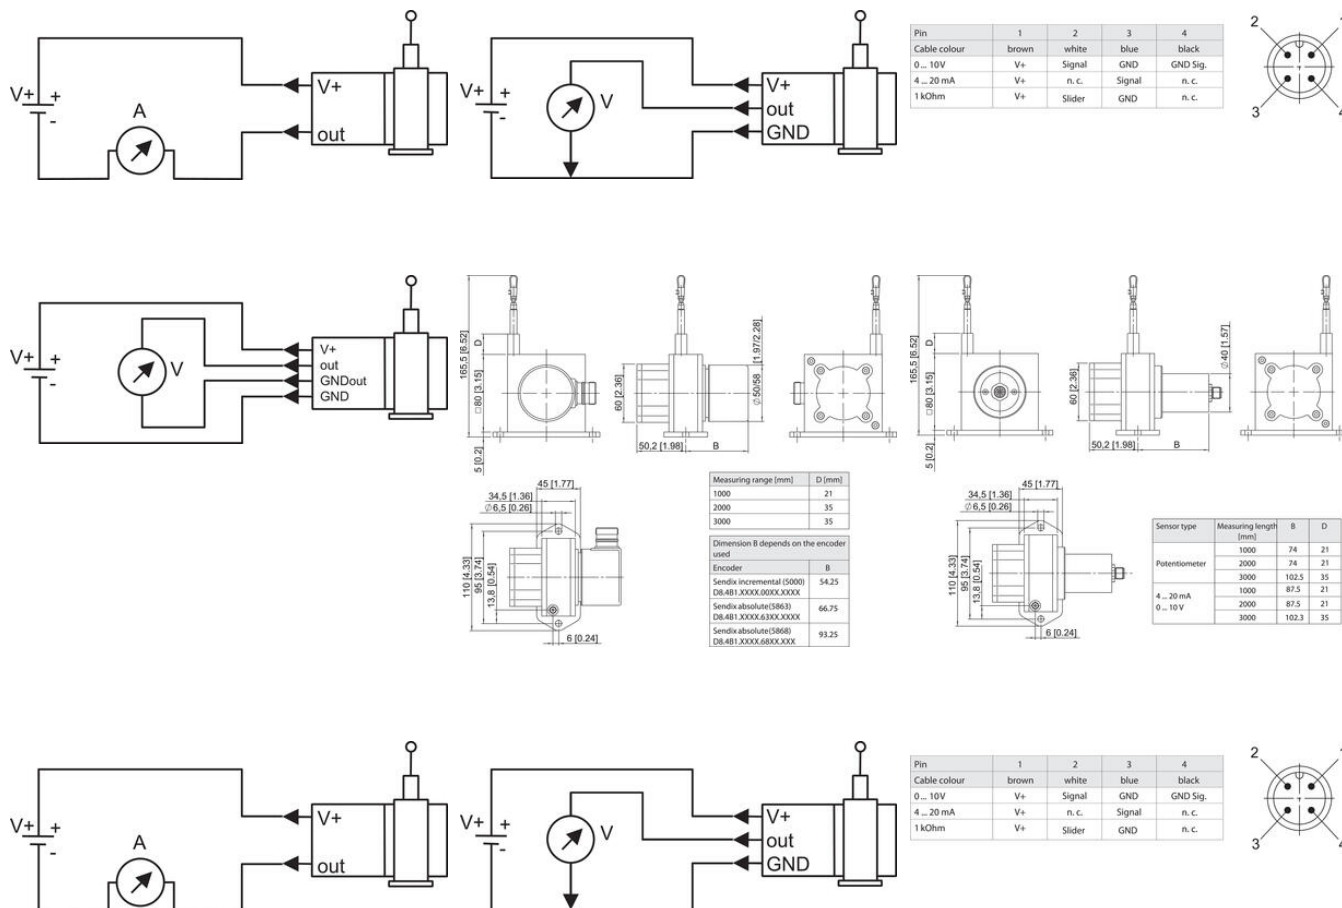 V+
+
-
A
V+
out
V+
+
-
V
V+
out
GND
Pin 1 2 3 4
Cable colour brown white blue black
0 ... 10V V+ Signal GND GND Sig.
4 ... 20 mA V+ n. c. Signal n. c.
1 kOhm V+ Slider GND n. c.
2
3
4
V+
+
-
V
V+
out
GNDout
GND
165,5 [6.52]
D
□80 [3.15]
5 [0.2]
60 [2.36]
50,2 [1.98]
B
Ø50/58 [1.97/2.28]
165,5 [6.52]
D
□80 [3.15]
5 [0.2]
60 [2.36]
50,2 [1.98]
B
Ø40 [1.57]
45 [1.77]
34,5 [1.36]
Ø6,5 [0.26]
110 [4.33]
95 [3.74]
13,8 [0.54]
6 [0.24]
Measuring range [mm] D [mm]
1000 21
2000 35
3000 35
Dimension B depends on the encoder
used
Encoder B
Sendix incremental (5000) 54.25
D8.4B1.XXXX.00XX.XXXX
Sendix absolute (5863) 66.75
D8.4B1.XXXX.63XX.XXXX
Sendix absolute (5868) 93.25
D8.4B1.XXXX.68XX.XXX
45 [1.77]
34,5 [1.36]
Ø6,5 [0.26]
110 [4.33]
95 [3.74]
13,8 [0.54]
6 [0.24]
Sensor type Measuring length B D
[mm]
Potentiometer 1000 74 21
2000 74 21
3000 102.5 35
4 ... 20 mA 1000 87.5 21
0 ... 10 V 2000 87.5 21
3000 102.3 35
V+
+
-
A
V+
out
V+
+
-
V
V+
out
GND
Pin 1 2 3 4
Cable colour brown white blue black
0 ... 10V V+ Signal GND GND Sig.
4 ... 20 mA V+ n. c. Signal n. c.
1 kOhm V+ Slider GND n. c.
2
3